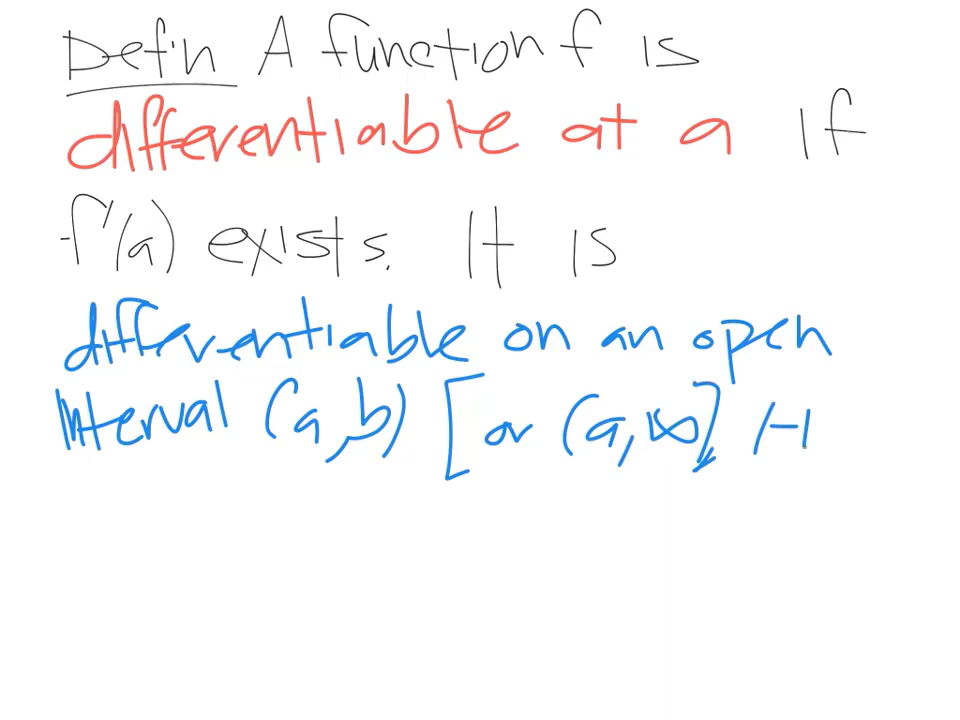 Def'n A function f is
differentiable at a if
f'(a) exists. It is
differentiable on an open
interval (a,b) [or (a,∞]